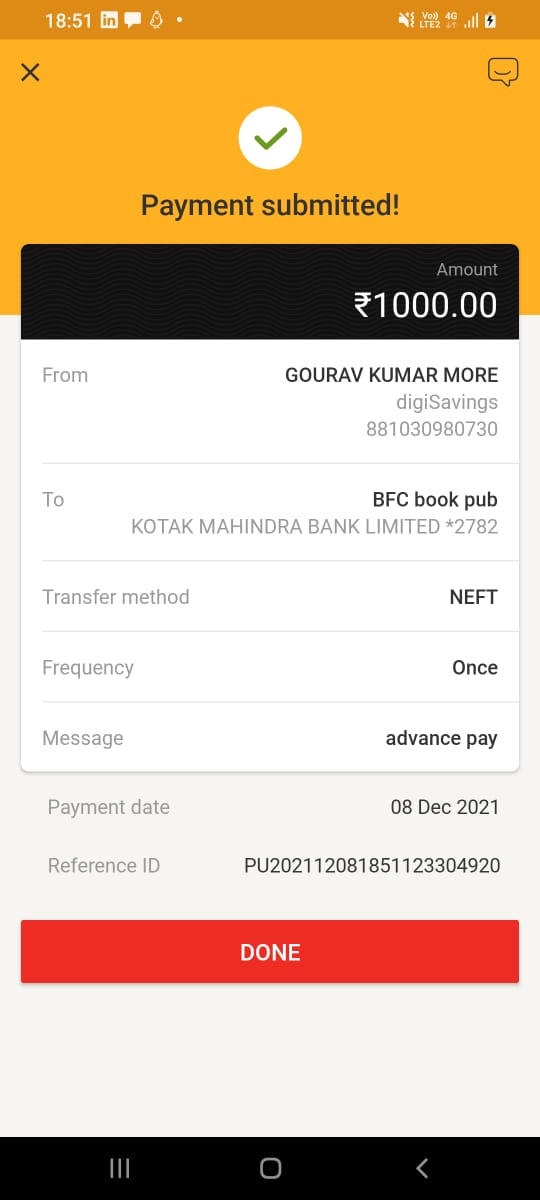 18:51
Vo)) 4G
LTE2
Payment submitted!
Amount
₹1000.00
From GOURAV KUMAR MORE
digiSavings
881030980730
To BFC book pub
KOTAK MAHINDRA BANK LIMITED *2782
Transfer method NEFT
Frequency Once
Message advance pay
Payment date 08 Dec 2021
Reference ID PU202112081851123304920
DONE